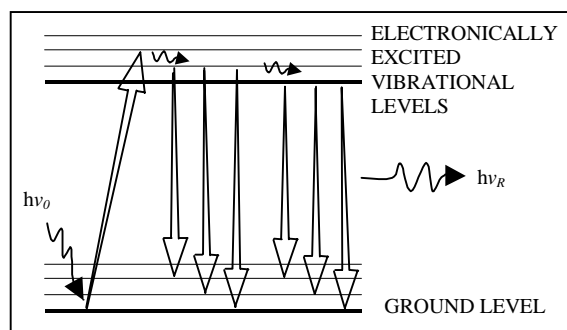 ELECTRONICALLY
EXCITED
VIBRATIONAL
LEVELS
hν0
hνR
GROUND LEVEL